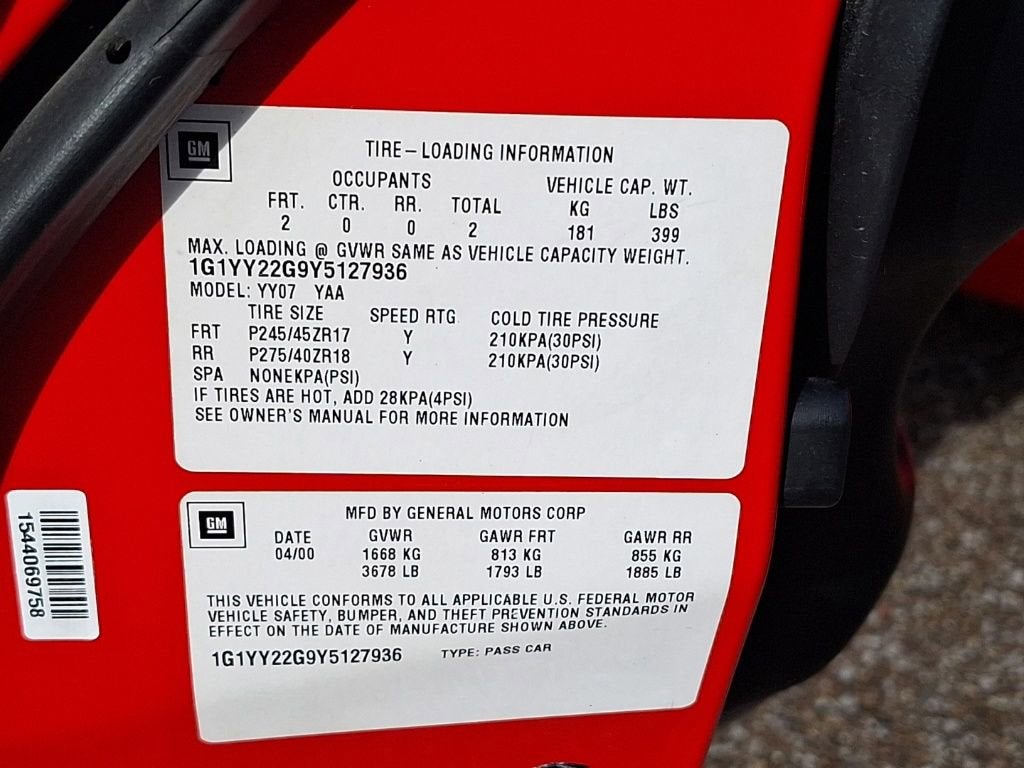 GM
TIRE-LOADING INFORMATION
OCCUPANTS VEHICLE CAP. WT.
FRT. CTR. RR. TOTAL KG LBS
2 0 0 2 181 399
MAX. LOADING @ GVWR SAME AS VEHICLE CAPACITY WEIGHT.
1G1YY22G9Y5127936
MODEL: YY07 YAA
TIRE SIZE SPEED RTG COLD TIRE PRESSURE
FRT P245/45ZR17 Y 210KPA(30PSI)
RR P275/40ZR18 Y 210KPA(30PSI)
SPA NONEKPA(PSI)
IF TIRES ARE HOT, ADD 28KPA(4PSI)
SEE OWNER'S MANUAL FOR MORE INFORMATION
1544069758
GM
MFD BY GENERAL MOTORS CORP
DATE GVWR GAWR FRT GAWR RR
04/00 1668 KG 813 KG 855 KG
3678 LB 1793 LB 1885 LB
THIS VEHICLE CONFORMS TO ALL APPLICABLE U.S. FEDERAL MOTOR
VEHICLE SAFETY, BUMPER, AND THEFT PREVENTION STANDARDS IN
EFFECT ON THE DATE OF MANUFACTURE SHOWN ABOVE.
1G1YY22G9Y5127936 TYPE: PASS CAR